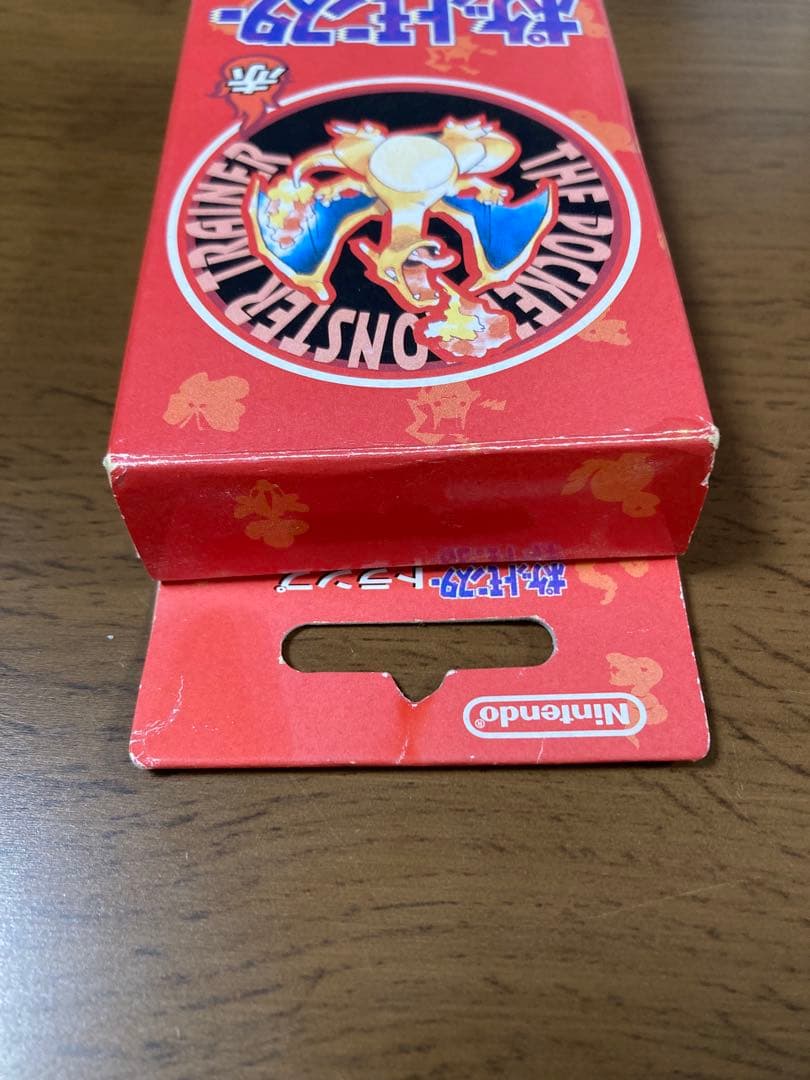 Nintendo®
ポケットモンスター トランプ
THE POCKET MONSTER TRAINER
赤
ポケットモンスター